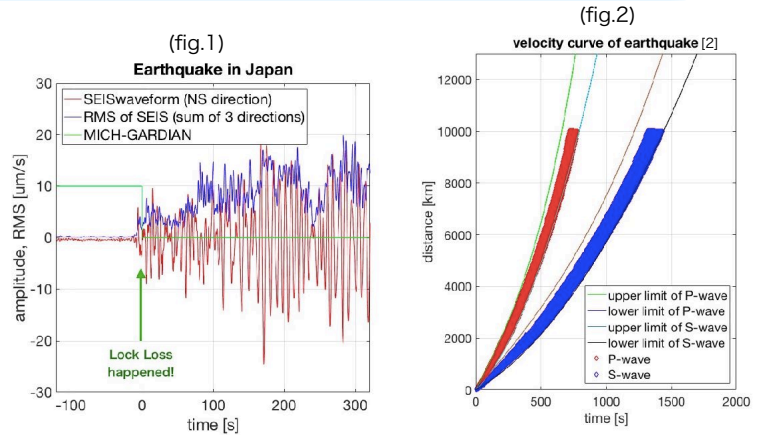 (fig.1)
Earthquake in Japan
30
20
10
0
-10
-20
-30
amplitude, RMS [um/s]
SEISwaveform (NS direction)
RMS of SEIS (sum of 3 directions)
MICH-GARDIAN
Lock Loss
happened!
-100
0
100
200
300
time [s]
(fig.2)
velocity curve of earthquake [2]
12000
10000
8000
6000
4000
2000
0
distance [km]
upper limit of P-wave
lower limit of P-wave
upper limit of S-wave
lower limit of S-wave
P-wave
S-wave
0
500
1000
1500
2000
time [s]